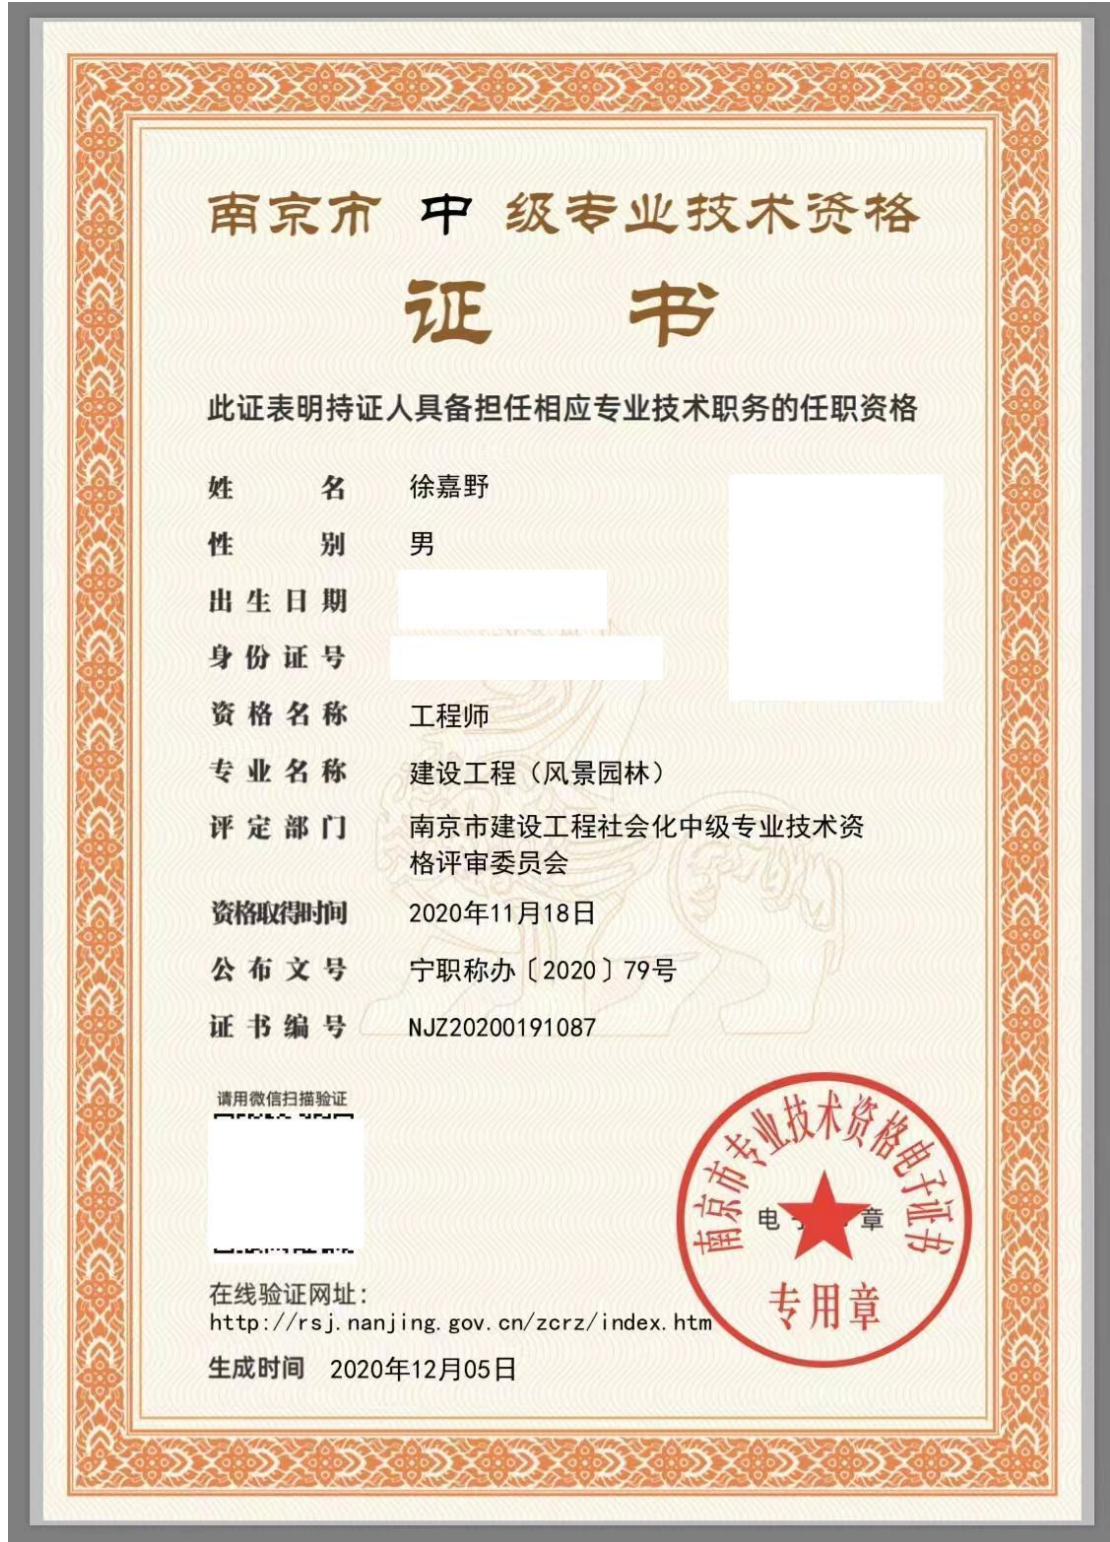 南京市 中 级专业技术资格
证 书
此证表明持证人具备担任相应专业技术职务的任职资格
姓 名 徐嘉野
性 别 男
出生日期
身份证号
资格名称 工程师
专业名称 建设工程（风景园林）
评定部门 南京市建设工程社会化中级专业技术资
格评审委员会
资格取得时间 2020年11月18日
公布文号 宁职称办〔2020〕79号
证书编号 NJZ20200191087
请用微信扫描验证
南京市专业技术资格电子证书
电 章
专用章
在线验证网址：
http://rsj.nanjing.gov.cn/zcrz/index.htm
生成时间 2020年12月05日